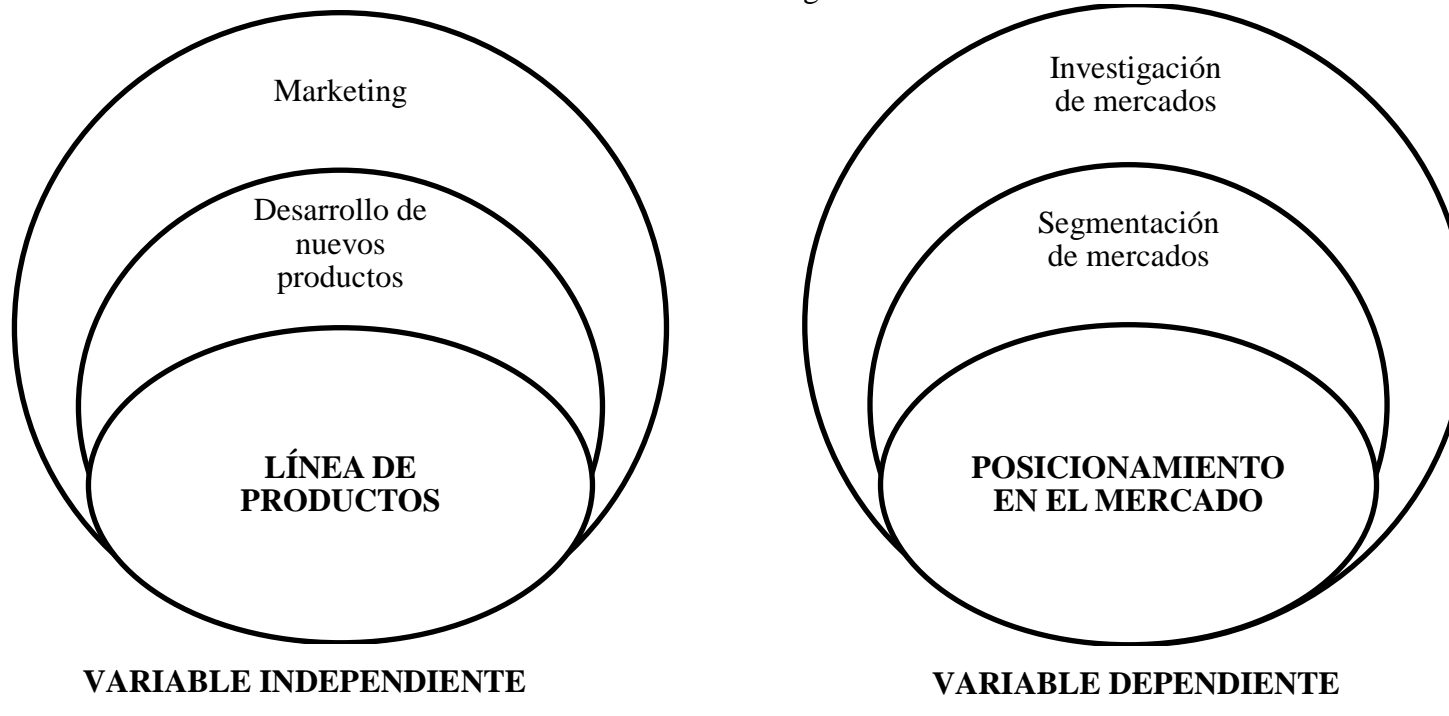 Marketing
Desarrollo de
nuevos
productos
LÍNEA DE
PRODUCTOS
VARIABLE INDEPENDIENTE
Investigación
de mercados
Segmentación
de mercados
POSICIONAMIENTO
EN EL MERCADO
VARIABLE DEPENDIENTE